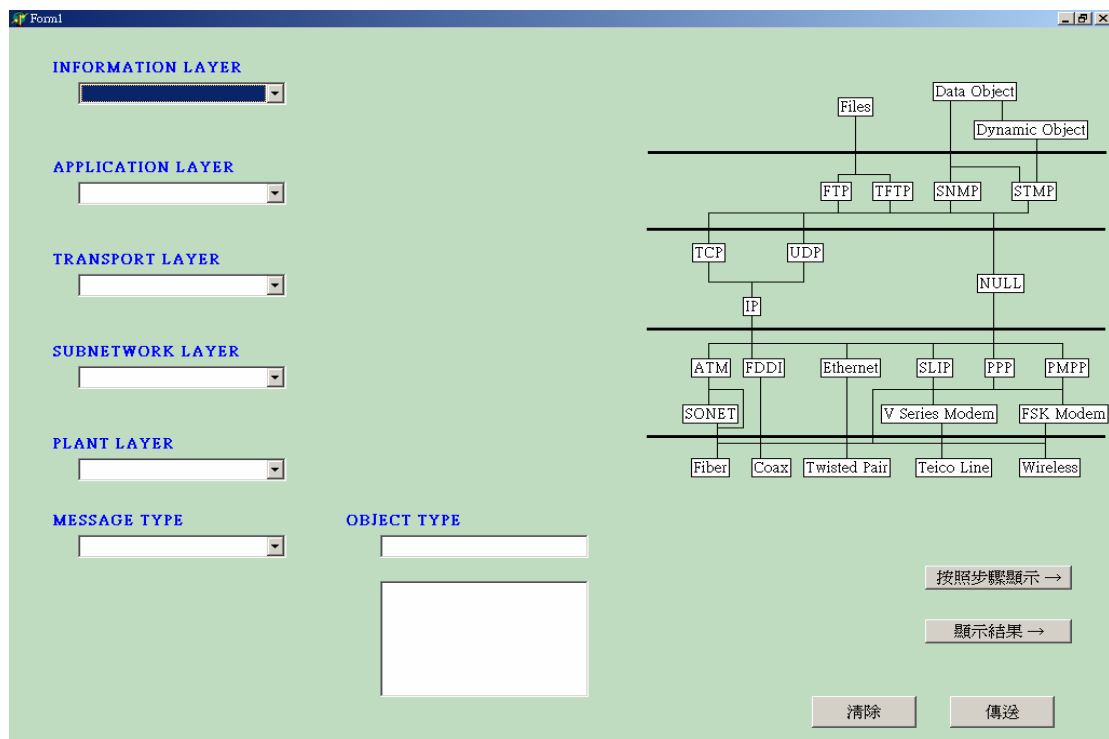 Form1
INFORMATION LAYER
APPLICATION LAYER
TRANSPORT LAYER
SUBNETWORK LAYER
PLANT LAYER
MESSAGE TYPE
OBJECT TYPE
Data Object
Files
Dynamic Object
FTP TFTP SNMP STMP
TCP UDP
NULL
IP
ATM FDDI Ethernet SLIP PPP PMPP
SONET V Series Modem FSK Modem
Fiber Coax Twisted Pair Teico Line Wireless
按照步驟顯示 →
顯示結果 →
清除 傳送